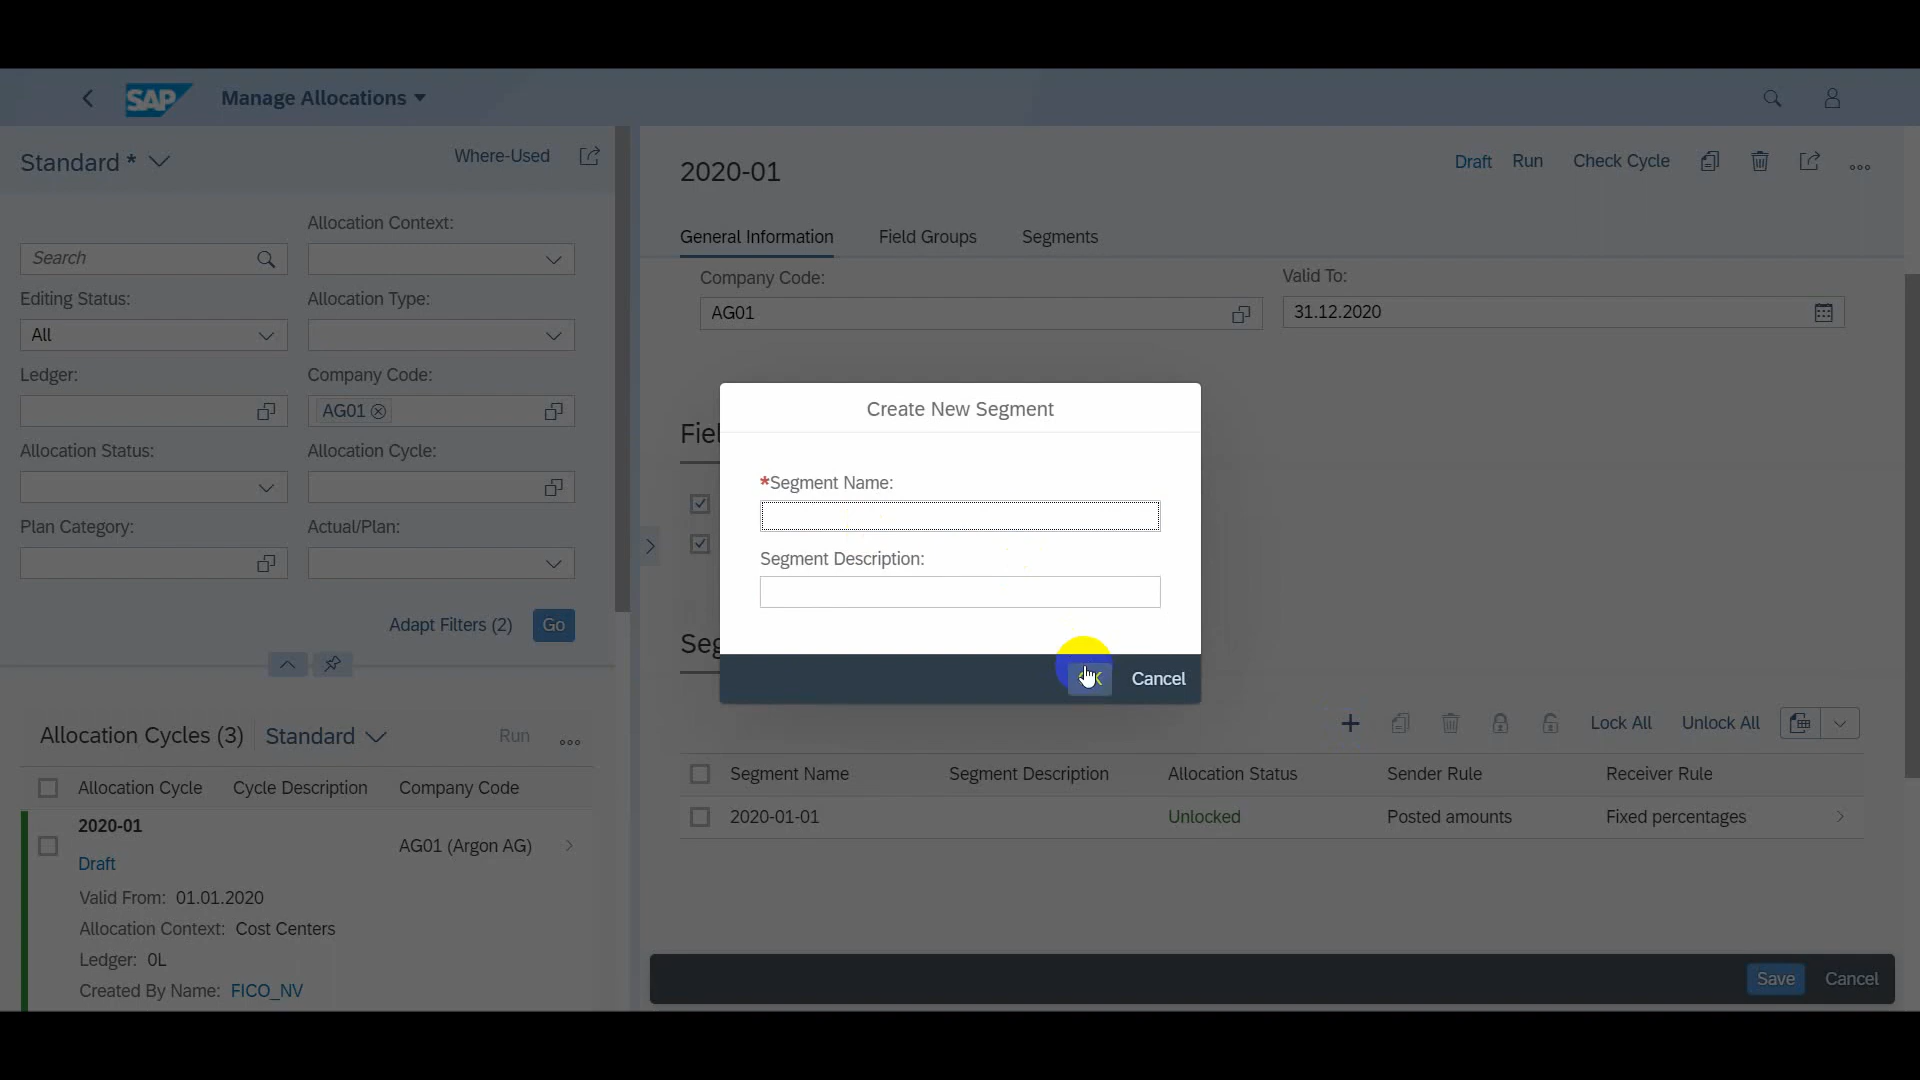 SAP Manage Allocations
Standard *
Where-Used
Allocation Context:
Search
Editing Status:
Allocation Type:
All
Ledger:
Company Code:
AG01
Allocation Status:
Allocation Cycle:
Plan Category:
Actual/Plan:
Adapt Filters (2)
Go
Allocation Cycles (3) Standard
Run
Allocation Cycle Cycle Description Company Code
2020-01
AG01 (Argon AG)
Draft
Valid From: 01.01.2020
Allocation Context: Cost Centers
Ledger: 0L
Created By Name: FICO_NV
2020-01
Draft Run Check Cycle
General Information Field Groups Segments
Company Code:
Valid To:
AG01
31.12.2020
Create New Segment
*Segment Name:
Segment Description:
Cancel
Lock All Unlock All
Segment Name Segment Description Allocation Status Sender Rule Receiver Rule
2020-01-01 Unlocked Posted amounts Fixed percentages
Save Cancel